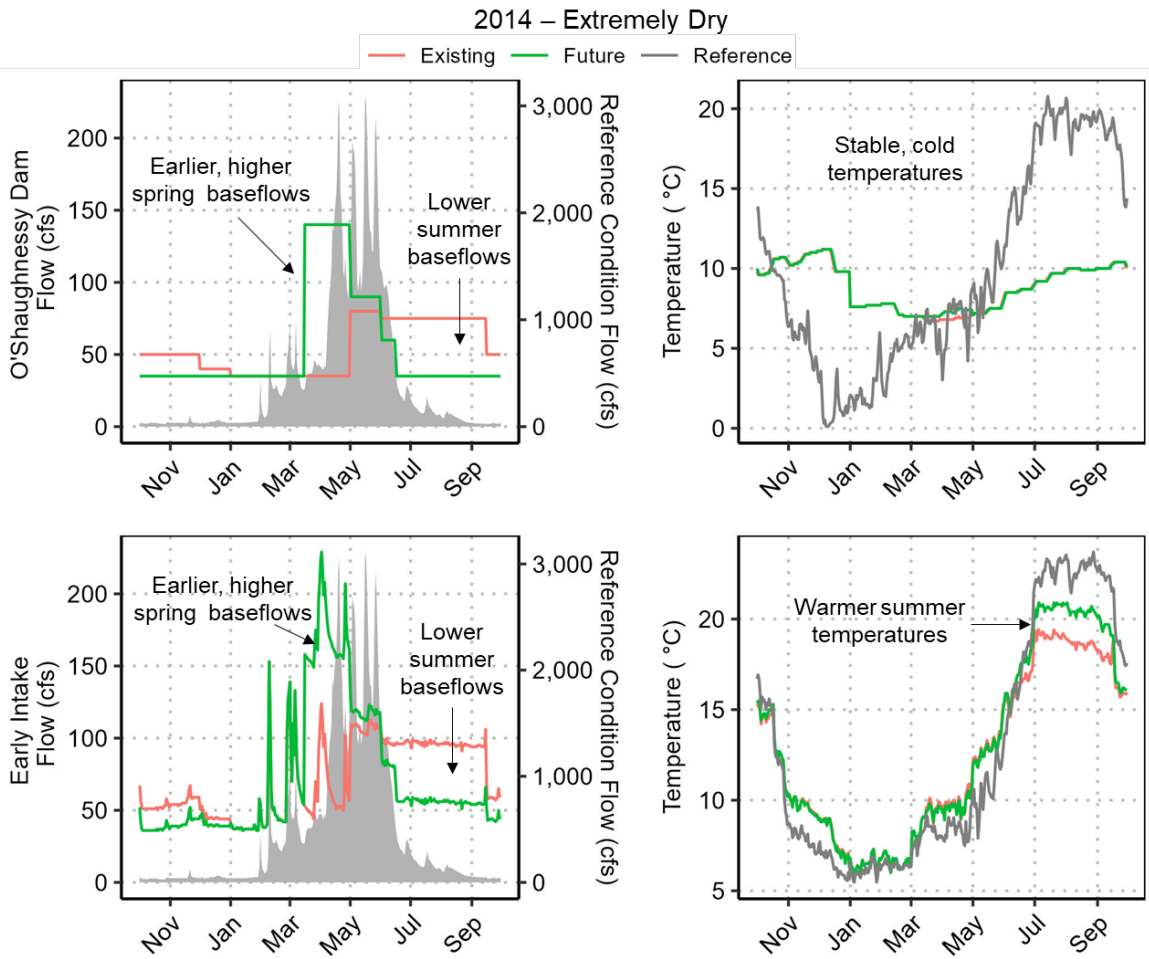 2014 – Extremely Dry
Existing Future Reference
O'Shaughnessy Dam
Flow (cfs)
200
150
100
50
0
Earlier, higher
spring baseflows
Lower
summer
baseflows
3,000
2,000
1,000
0
Reference Condition Flow (cfs)
Nov Jan Mar May Jul Sep
Temperature ( °C)
20
15
10
5
0
Stable, cold
temperatures
Nov Jan Mar May Jul Sep
Early Intake
Flow (cfs)
200
150
100
50
0
Earlier, higher
spring baseflows
Lower
summer
baseflows
3,000
2,000
1,000
0
Reference Condition Flow (cfs)
Nov Jan Mar May Jul Sep
Temperature ( °C)
20
15
10
5
Warmer summer
temperatures
Nov Jan Mar May Jul Sep